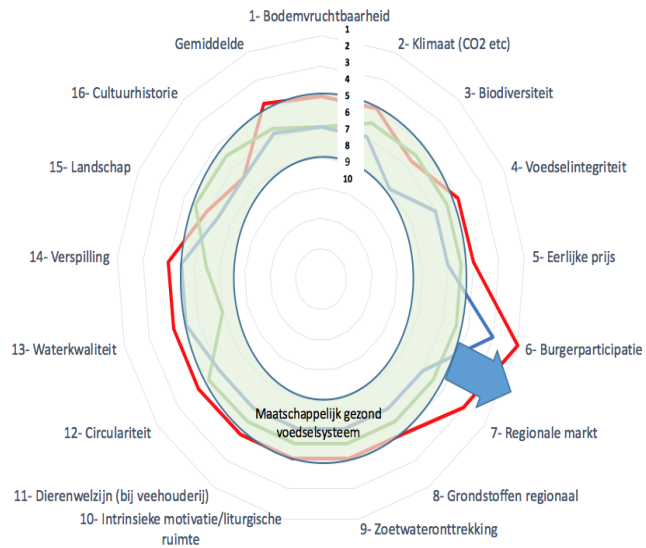 1- Bodemvruchtbaarheid
2- Klimaat (CO2 etc)
3- Biodiversiteit
4- Voedselintegriteit
5- Eerlijke prijs
6- Burgerparticipatie
7- Regionale markt
8- Grondstoffen regionaal
9- Zoetwateronttrekking
10- Intrinsieke motivatie/liturgische
ruimte
11- Dierenwelzijn (bij veehouderij)
12- Circulariteit
13- Waterkwaliteit
14- Verspilling
15- Landschap
16- Cultuurhistorie
Gemiddelde
1
2
3
4
5
6
7
8
9
10
Maatschappelijk gezond
voedselsysteem